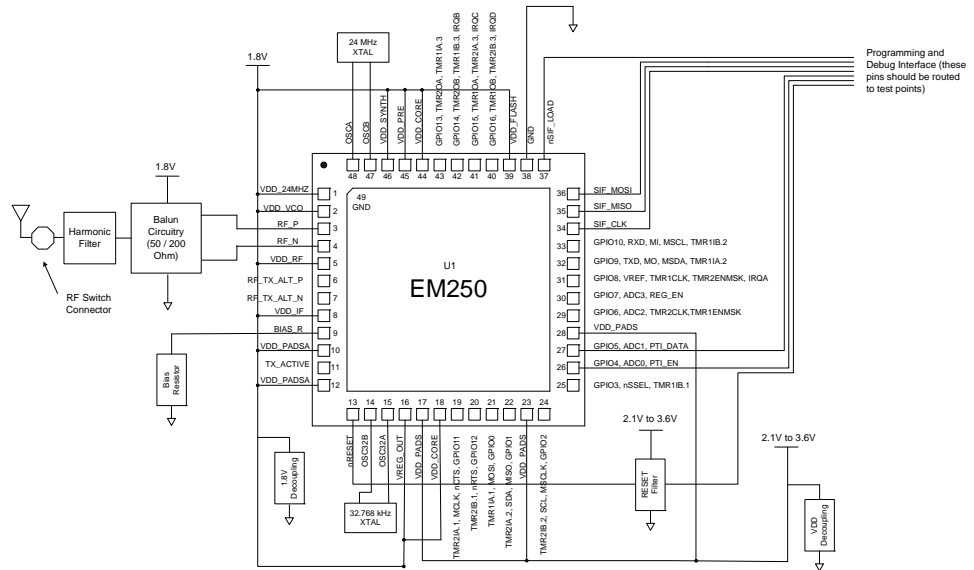 24 MHz
XTAL
1.8V
OSCA
OSCB
VDD_SYNTH
VDD_PRE
VDD_CORE
GPIO13, TMR2OA, TMR1IA.3
GPIO14, TMR2OB, TMR1IB.3, IRQB
GPIO15, TMR1OA, TMR2IA.3, IRQC
GPIO16, TMR1OB, TMR2IB.3, IRQD
VDD_FLASH
GND
nSIF_LOAD
Programming and
Debug Interface (these
pins should be routed
to test points)
48
47
46
45
44
43
42
41
40
39
38
37
1.8V
Harmonic
Filter
Balun
Circuitry
(50 / 200
Ohm)
RF Switch
Connector
VDD_24MHZ
1
VDD_VCO
2
RF_P
3
RF_N
4
VDD_RF
5
RF_TX_ALT_P
6
RF_TX_ALT_N
7
VDD_IF
8
BIAS_R
9
VDD_PADSA
10
TX_ACTIVE
11
VDD_PADSA
12
Bias
Resistor
49
GND
U1
EM250
36
SIF_MOSI
35
SIF_MISO
34
SIF_CLK
33
GPIO10, RXD, MI, MSCL, TMR1IB.2
32
GPIO9, TXD, MO, MSDA, TMR1IA.2
31
GPIO8, VREF, TMR1CLK, TMR2ENMSK, IRQA
30
GPIO7, ADC3, REG_EN
29
GPIO6, ADC2, TMR2CLK,TMR1ENMSK
28
VDD_PADS
27
GPIO5, ADC1, PTI_DATA
26
GPIO4, ADC0, PTI_EN
25
GPIO3, nSSEL, TMR1IB.1
13
14
15
16
17
18
19
20
21
22
23
24
nRESET
OSC32B
OSC32A
VREG_OUT
VDD_PADS
VDD_CORE
TMR2IA.1, MCLK, nCTS, GPIO11
TMR2IB.1, nRTS, GPIO12
TMR1IA.1, MOSI, GPIO0
TMR2IA.2, SDA, MISO, GPIO1
VDD_PADS
TMR2IB.2, SCL, MSCLK, GPIO2
1.8V
Decoupling
32.768 kHz
XTAL
2.1V to 3.6V
RESET
Filter
2.1V to 3.6V
VDD
Decoupling